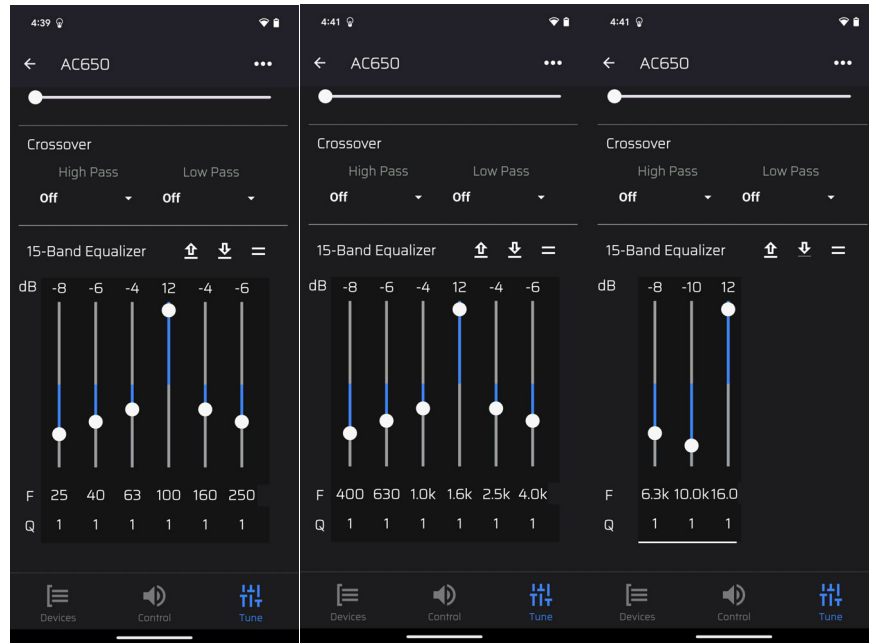 4:39
AC650
Crossover
High Pass Low Pass
Off Off
15-Band Equalizer
dB -8 -6 -4 12 -4 -6
F 25 40 63 100 160 250
Q 1 1 1 1 1 1
Devices Control Tune
4:41
AC650
Crossover
High Pass Low Pass
Off Off
15-Band Equalizer
dB -8 -6 -4 12 -4 -6
F 400 630 1.0k 1.6k 2.5k 4.0k
Q 1 1 1 1 1 1
Devices Control Tune
4:41
AC650
Crossover
High Pass Low Pass
Off Off
15-Band Equalizer
dB -8 -10 12
F 6.3k 10.0k 16.0
Q 1 1 1
Devices Control Tune